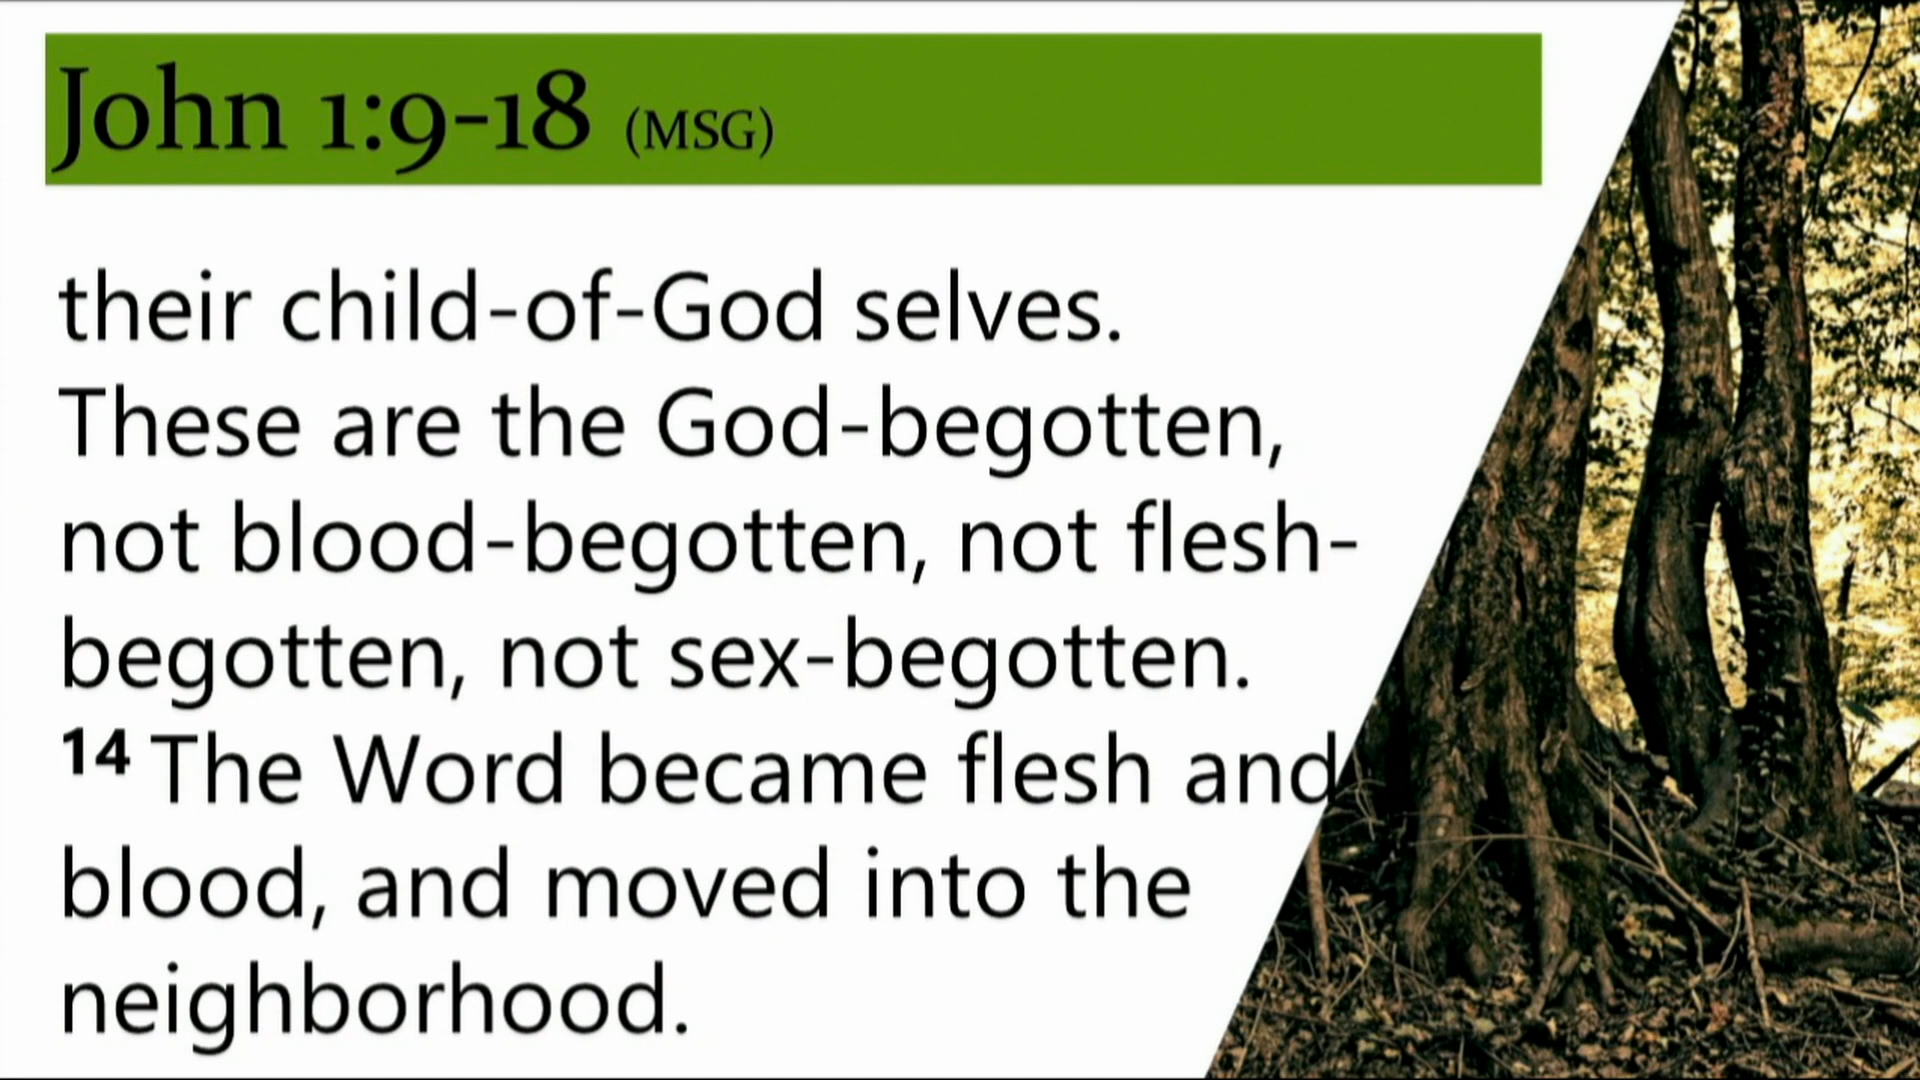 John 1:9-18 (MSG)
their child-of-God selves.
These are the God-begotten,
not blood-begotten, not flesh-
begotten, not sex-begotten.
14 The Word became flesh and
blood, and moved into the
neighborhood.